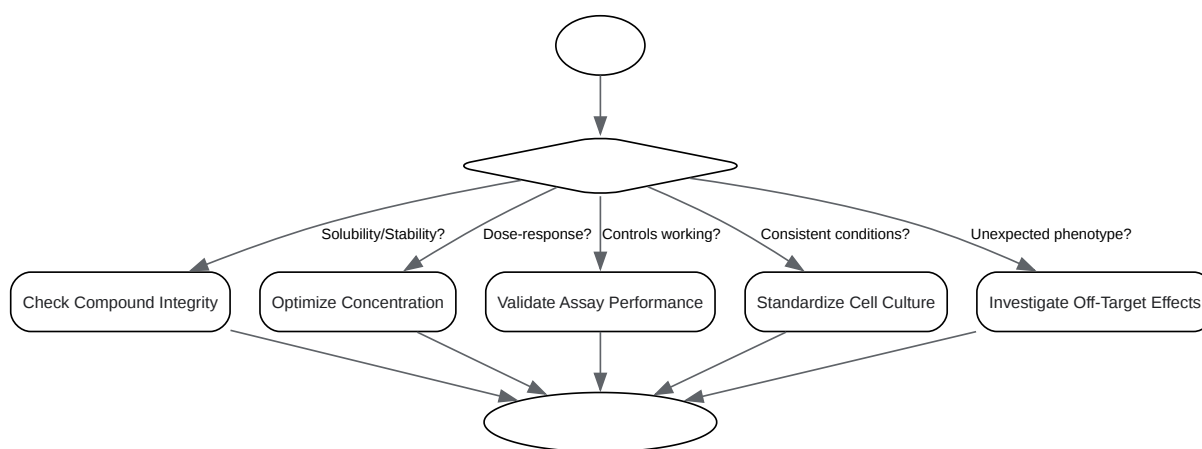 Solubility/Stability?
Dose-response?
Controls working?
Consistent conditions?
Unexpected phenotype?
Check Compound Integrity
Optimize Concentration
Validate Assay Performance
Standardize Cell Culture
Investigate Off-Target Effects